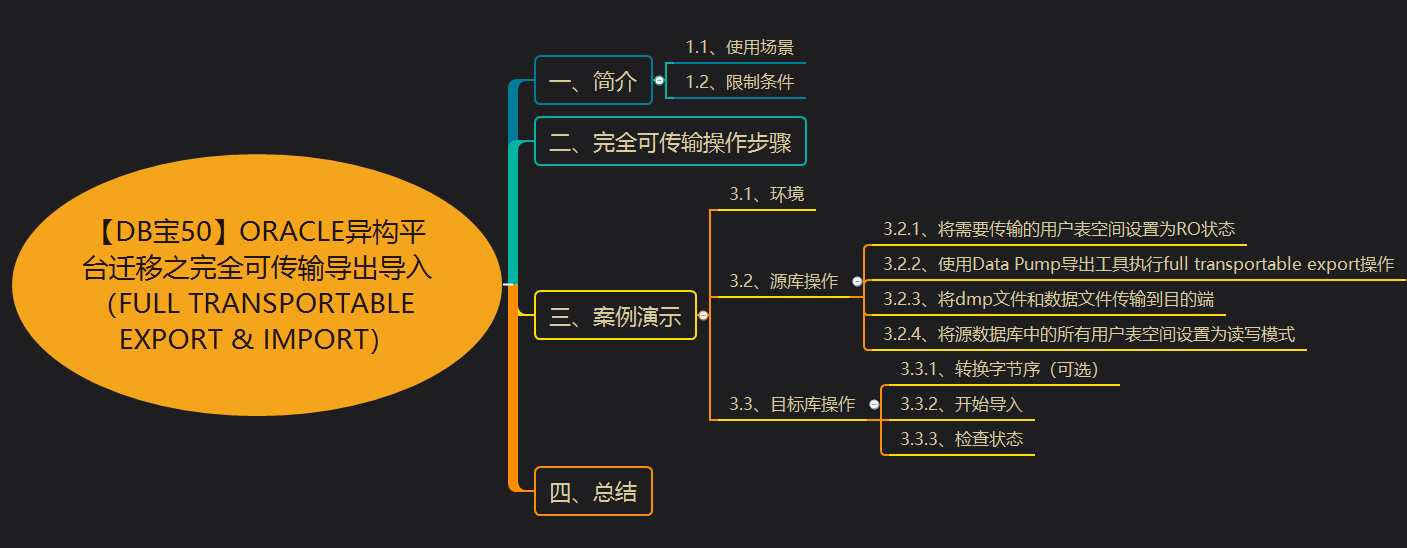 【DB宝50】ORACLE异构平
台迁移之完全可传输导出导入
（FULL TRANSPORTABLE
EXPORT & IMPORT）
一、简介
1.1、使用场景
1.2、限制条件
二、完全可传输操作步骤
三、案例演示
3.1、环境
3.2、源库操作
3.2.1、将需要传输的用户表空间设置为RO状态
3.2.2、使用Data Pump导出工具执行full transportable export操作
3.2.3、将dmp文件和数据文件传输到目的端
3.2.4、将源数据库中的所有用户表空间设置为读写模式
3.3、目标库操作
3.3.1、转换字节序（可选）
3.3.2、开始导入
3.3.3、检查状态
四、总结